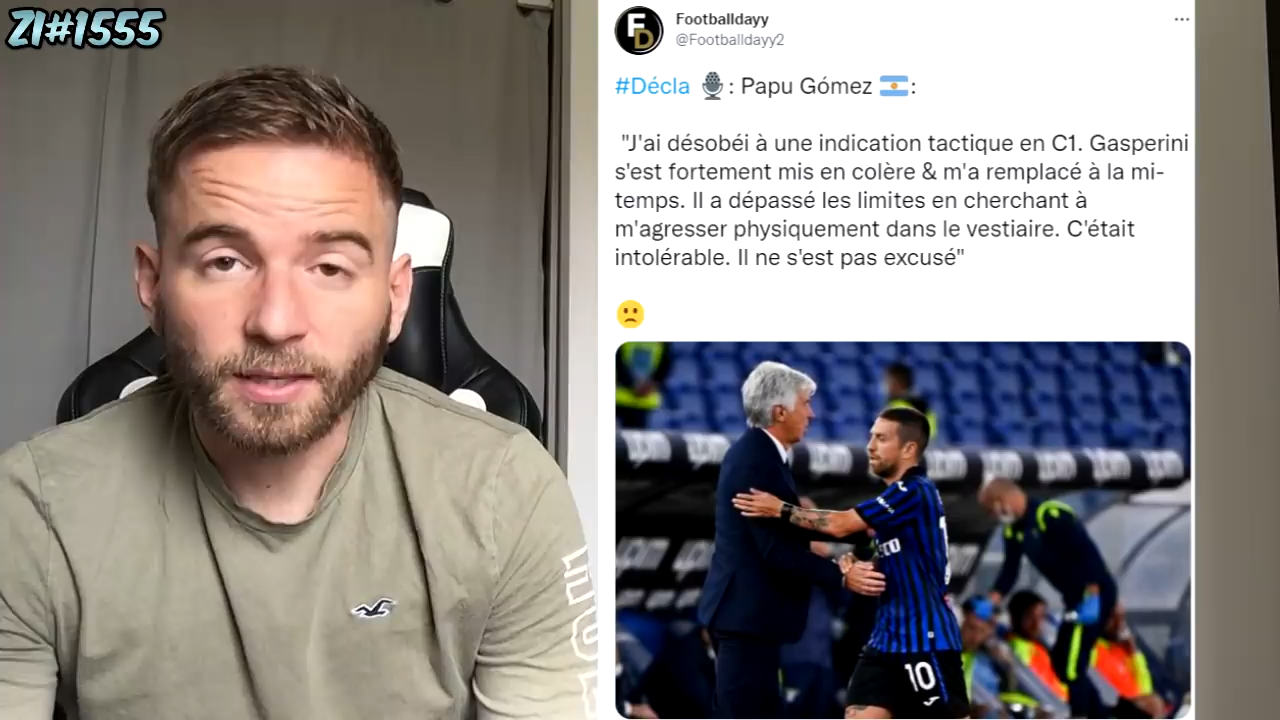 ZI#1555
Footballdayy
@Footballdayy2
#Décla : Papu Gómez :
"J'ai désobéi à une indication tactique en C1. Gasperini
s'est fortement mis en colère & m'a remplacé à la mi-
temps. Il a dépassé les limites en cherchant à
m'agresser physiquement dans le vestiaire. C'était
intolérable. Il ne s'est pas excusé"
10